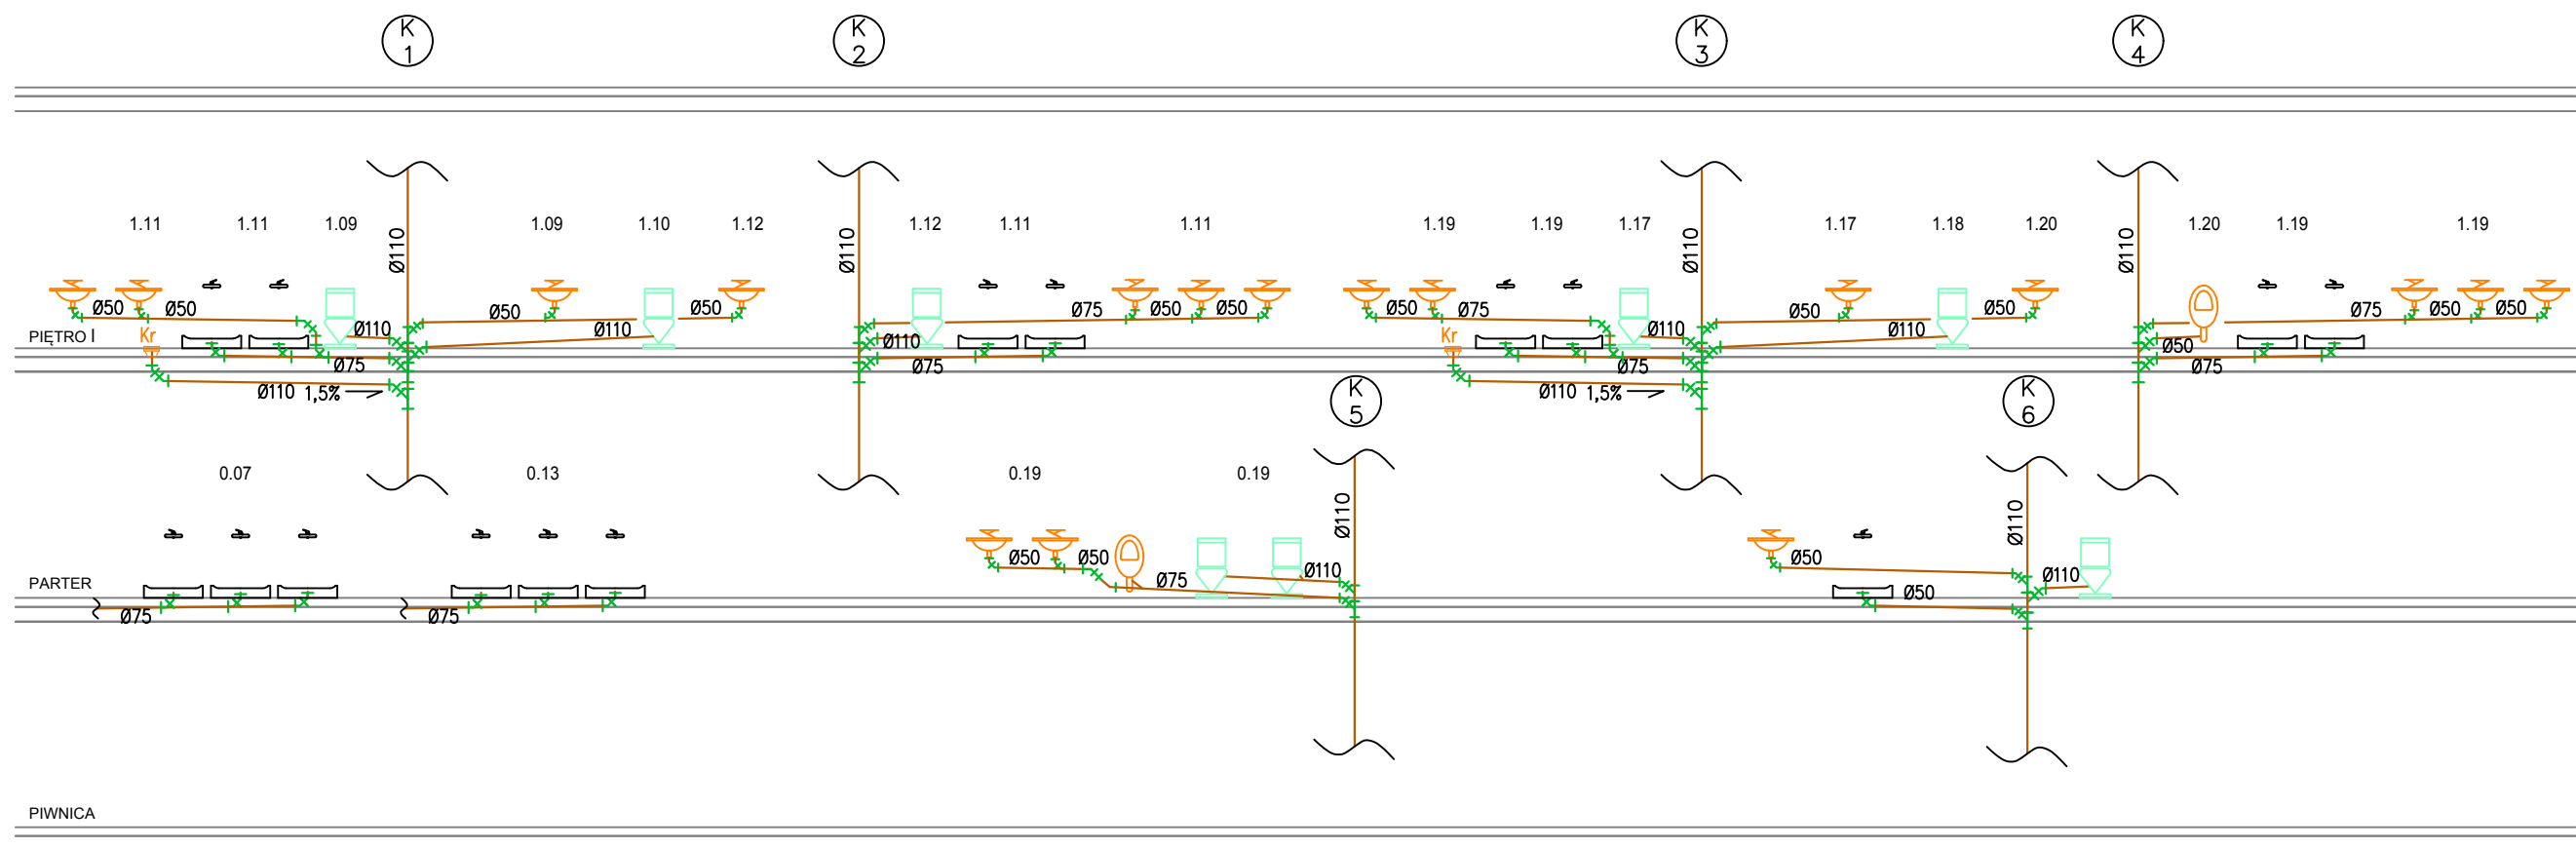 K 1
K 2
K 3
K 4
1.11 1.11 1.09 1.09 1.10 1.12 1.12 1.11 1.11 1.19 1.19 1.17 1.17 1.18 1.20 1.20 1.19 1.19
Ø110 Ø110 Ø110 Ø110
Ø50 Ø50 Ø50 Ø50 Ø75 Ø50 Ø50 Ø50 Ø75 Ø50 Ø50 Ø75 Ø50 Ø50
PIĘTRO I Kr Ø110 Ø110 Ø110 Kr Ø110 Ø110 Ø50
Ø75 Ø75 Ø75 Ø75
Ø110 1,5% Ø110 1,5%
K 5
K 6
0.07 0.13 0.19 0.19
Ø110 Ø110
Ø50 Ø50 Ø75 Ø110 Ø50 Ø110
PARTER Ø50
Ø75 Ø75
PIWNICA